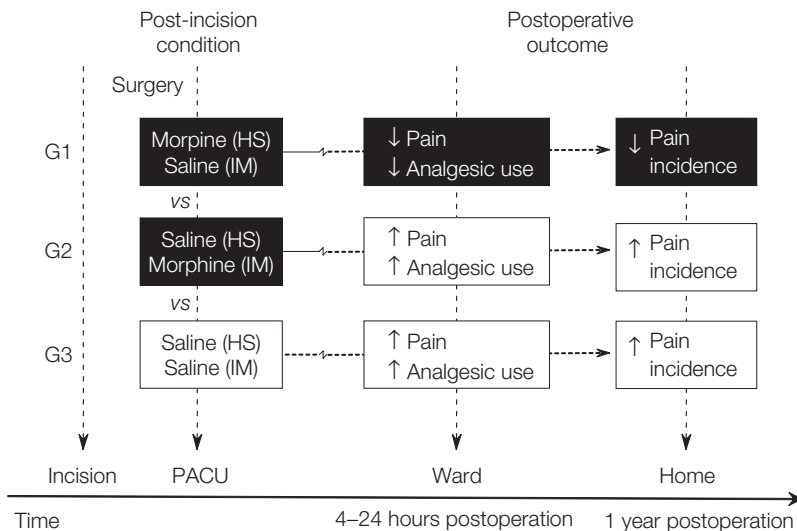 Post-incision
condition
Postoperative
outcome
Surgery
G1
Morpine (HS)
Saline (IM)
↓ Pain
↓ Analgesic use
↓ Pain
incidence
vs
G2
Saline (HS)
Morphine (IM)
↑ Pain
↑ Analgesic use
↑ Pain
incidence
vs
G3
Saline (HS)
Saline (IM)
↑ Pain
↑ Analgesic use
↑ Pain
incidence
Incision
PACU
Ward
Home
Time
4–24 hours postoperation
1 year postoperation